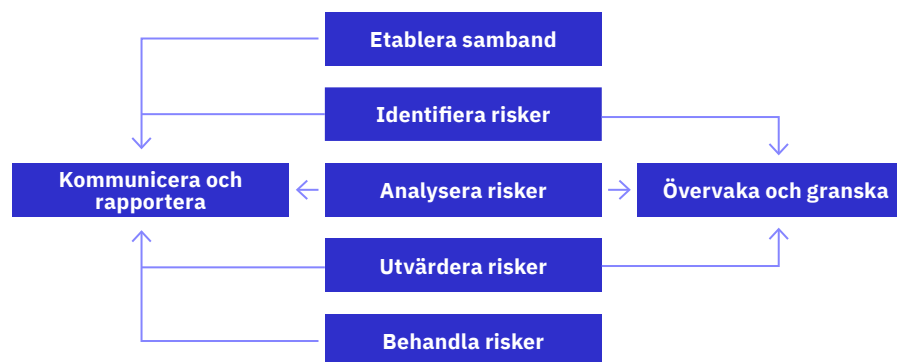 Etablera samband
Identifiera risker
Kommunicera och
rapportera
Analysera risker
Övervaka och granska
Utvärdera risker
Behandla risker